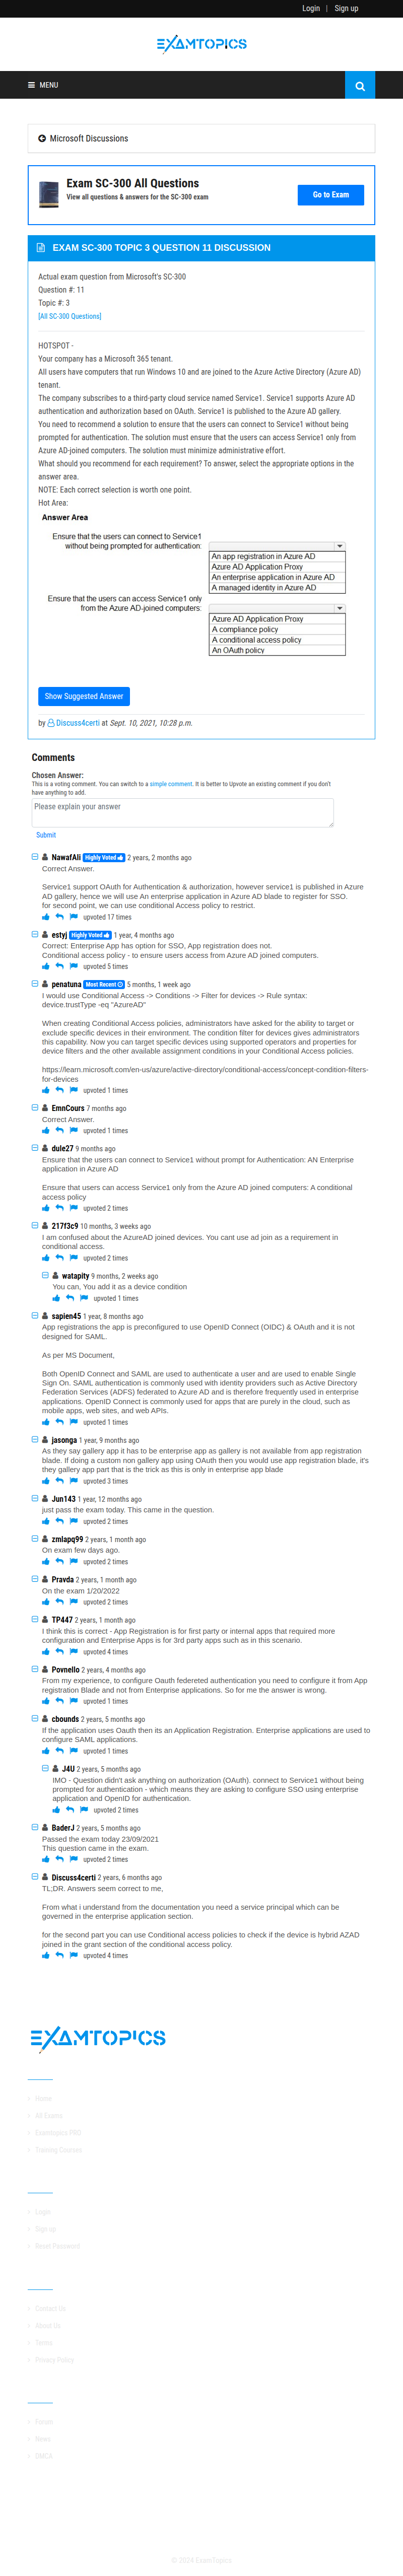 Login | Sign up
EXAMTOPICS
MENU
Microsoft Discussions
Exam SC-300 All Questions
View all questions & answers for the SC-300 exam
Go to Exam
EXAM SC-300 TOPIC 3 QUESTION 11 DISCUSSION
Actual exam question from Microsoft's SC-300
Question #: 11
Topic #: 3
[All SC-300 Questions]
HOTSPOT -
Your company has a Microsoft 365 tenant.
All users have computers that run Windows 10 and are joined to the Azure Active Directory (Azure AD)
tenant.
The company subscribes to a third-party cloud service named Service1. Service1 supports Azure AD
authentication and authorization based on OAuth. Service1 is published to the Azure AD gallery.
You need to recommend a solution to ensure that the users can connect to Service1 without being
prompted for authentication. The solution must ensure that the users can access Service1 only from
Azure AD-joined computers. The solution must minimize administrative effort.
What should you recommend for each requirement? To answer, select the appropriate options in the
answer area.
NOTE: Each correct selection is worth one point.
Hot Area:
Answer Area
Ensure that the users can connect to Service1
without being prompted for authentication:
An app registration in Azure AD
Azure AD Application Proxy
An enterprise application in Azure AD
A managed identity in Azure AD
Ensure that the users can access Service1 only
from the Azure AD-joined computers:
Azure AD Application Proxy
A compliance policy
A conditional access policy
An OAuth policy
Show Suggested Answer
by Discuss4certi at Sept. 10, 2021, 10:28 p.m.
Comments
Chosen Answer:
This is a voting comment. You can switch to a simple comment. It is better to Upvote an existing comment if you don't
have anything to add.
Please explain your answer
Submit
NawafAli Highly Voted 2 years, 2 months ago
Correct Answer.
Service1 support OAuth for Authentication & authorization, however service1 is published in Azure
AD gallery, hence we will use An enterprise application in Azure AD blade to register for SSO.
for second point, we can use conditional Access policy to restrict.
upvoted 17 times
estyj Highly Voted 1 year, 4 months ago
Correct: Enterprise App has option for SSO, App registration does not.
Conditional access policy - to ensure users access from Azure AD joined computers.
upvoted 5 times
penatuna Most Recent 5 months, 1 week ago
I would use Conditional Access -> Conditions -> Filter for devices -> Rule syntax:
device.trustType -eq "AzureAD"
When creating Conditional Access policies, administrators have asked for the ability to target or
exclude specific devices in their environment. The condition filter for devices gives administrators
this capability. Now you can target specific devices using supported operators and properties for
device filters and the other available assignment conditions in your Conditional Access policies.
https://learn.microsoft.com/en-us/azure/active-directory/conditional-access/concept-condition-filters-
for-devices
upvoted 1 times
EmnCours 7 months ago
Correct Answer.
upvoted 1 times
dule27 9 months ago
Ensure that the users can connect to Service1 without prompt for Authentication: AN Enterprise
application in Azure AD
Ensure that users can access Service1 only from the Azure AD joined computers: A conditional
access policy
upvoted 2 times
217f3c9 10 months, 3 weeks ago
I am confused about the AzureAD joined devices. You cant use ad join as a requirement in
conditional access.
upvoted 2 times
watapity 9 months, 2 weeks ago
You can, You add it as a device condition
upvoted 1 times
sapien45 1 year, 8 months ago
App registrations the app is preconfigured to use OpenID Connect (OIDC) & OAuth and it is not
designed for SAML.
As per MS Document,
Both OpenID Connect and SAML are used to authenticate a user and are used to enable Single
Sign On. SAML authentication is commonly used with identity providers such as Active Directory
Federation Services (ADFS) federated to Azure AD and is therefore frequently used in enterprise
applications. OpenID Connect is commonly used for apps that are purely in the cloud, such as
mobile apps, web sites, and web APIs.
upvoted 1 times
jasonga 1 year, 9 months ago
As they say gallery app it has to be enterprise app as gallery is not available from app registration
blade. If doing a custom non gallery app using OAuth then you would use app registration blade, it's
they gallery app part that is the trick as this is only in enterprise app blade
upvoted 3 times
Jun143 1 year, 12 months ago
just pass the exam today. This came in the question.
upvoted 2 times
zmlapq99 2 years, 1 month ago
On exam few days ago.
upvoted 2 times
Pravda 2 years, 1 month ago
On the exam 1/20/2022
upvoted 2 times
TP447 2 years, 1 month ago
I think this is correct - App Registration is for first party or internal apps that required more
configuration and Enterprise Apps is for 3rd party apps such as in this scenario.
upvoted 4 times
Povnello 2 years, 4 months ago
From my experience, to configure Oauth federeted authentication you need to configure it from App
registration Blade and not from Enterprise applications. So for me the answer is wrong.
upvoted 1 times
cbounds 2 years, 5 months ago
If the application uses Oauth then its an Application Registration. Enterprise applications are used to
configure SAML applications.
upvoted 1 times
J4U 2 years, 5 months ago
IMO - Question didn't ask anything on authorization (OAuth). connect to Service1 without being
prompted for authentication - which means they are asking to configure SSO using enterprise
application and OpenID for authentication.
upvoted 2 times
BaderJ 2 years, 5 months ago
Passed the exam today 23/09/2021
This question came in the exam.
upvoted 2 times
Discuss4certi 2 years, 6 months ago
TL;DR. Answers seem correct to me,
From what i understand from the documentation you need a service principal which can be
governed in the enterprise application section.
for the second part you can use Conditional access policies to check if the device is hybrid AZAD
joined in the grant section of the conditional access policy.
upvoted 4 times
EXAMTOPICS
Home
All Exams
Examtopics PRO
Training Courses
Login
Sign up
Reset Password
Contact Us
About Us
Terms
Privacy Policy
Forum
News
DMCA
© 2024 ExamTopics